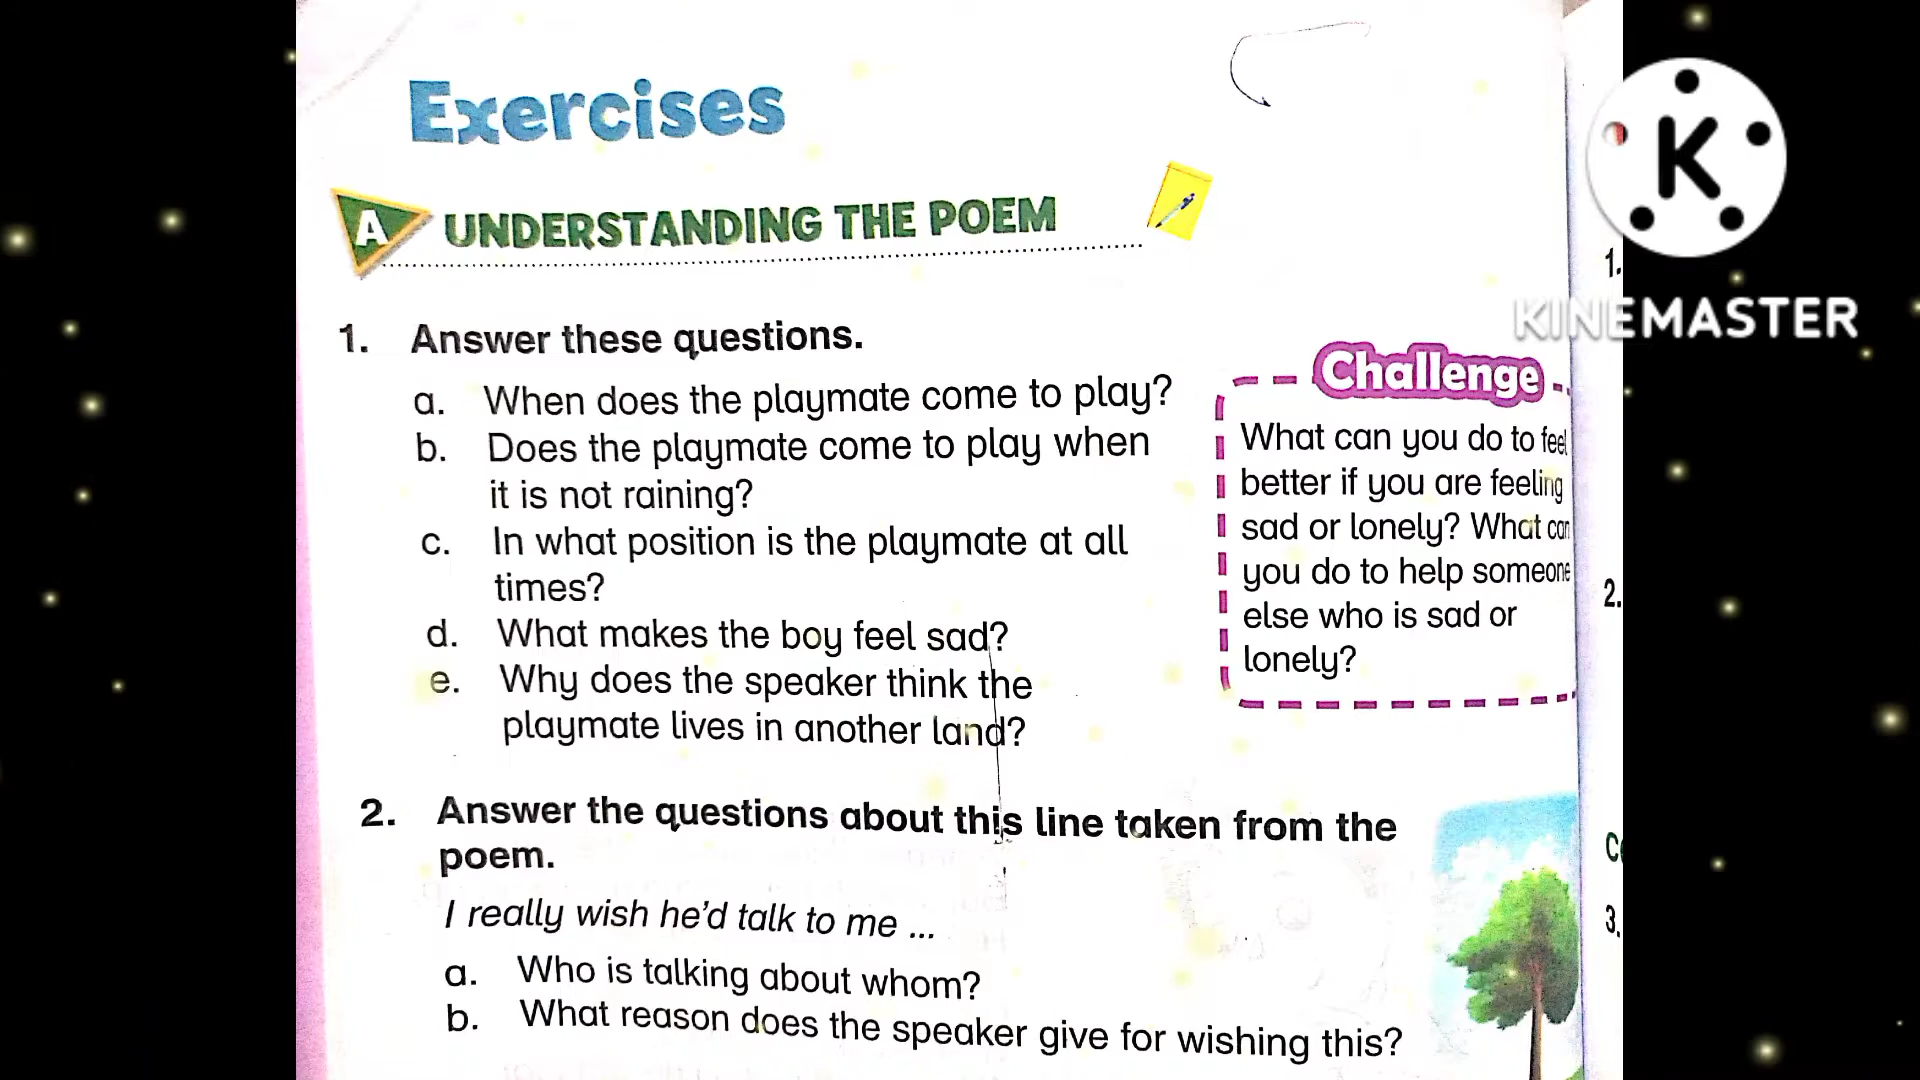 Exercises
A UNDERSTANDING THE POEM
1. Answer these questions.
a. When does the playmate come to play?
b. Does the playmate come to play when
it is not raining?
c. In what position is the playmate at all
times?
d. What makes the boy feel sad?
e. Why does the speaker think the
playmate lives in another land?
2. Answer the questions about this line taken from the
poem.
I really wish he'd talk to me ...
a. Who is talking about whom?
b. What reason does the speaker give for wishing this?
Challenge
What can you do to feel
better if you are feeling
sad or lonely? What can
you do to help someone
else who is sad or
lonely?
K
KINEMASTER
1.
2.
3.